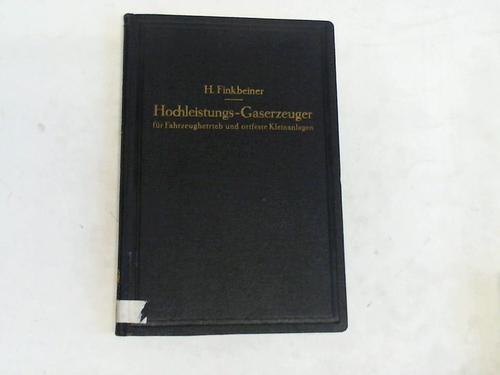 H. Finkbeiner
Hochleistungs-Gaserzeuger
für Fahrzeugbetrieb und ortfeste Kleinanlagen